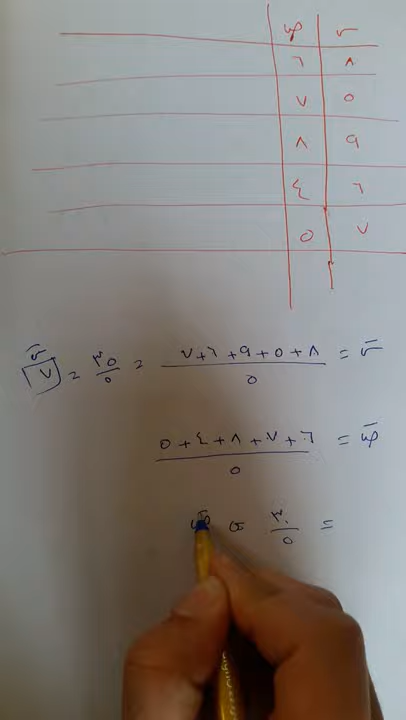 س ص
٨ ٦
٥ ٧
٩ ٨
٦ ٤
٧ ٥
س̄ = ٨ + ٥ + ٩ + ٦ + ٧ / ٥ = ٣٥ / ٥ = ٧ س̄
ص̄ = ٦ + ٧ + ٨ + ٤ + ٥ / ٥
= ٣٠ / ٥ =